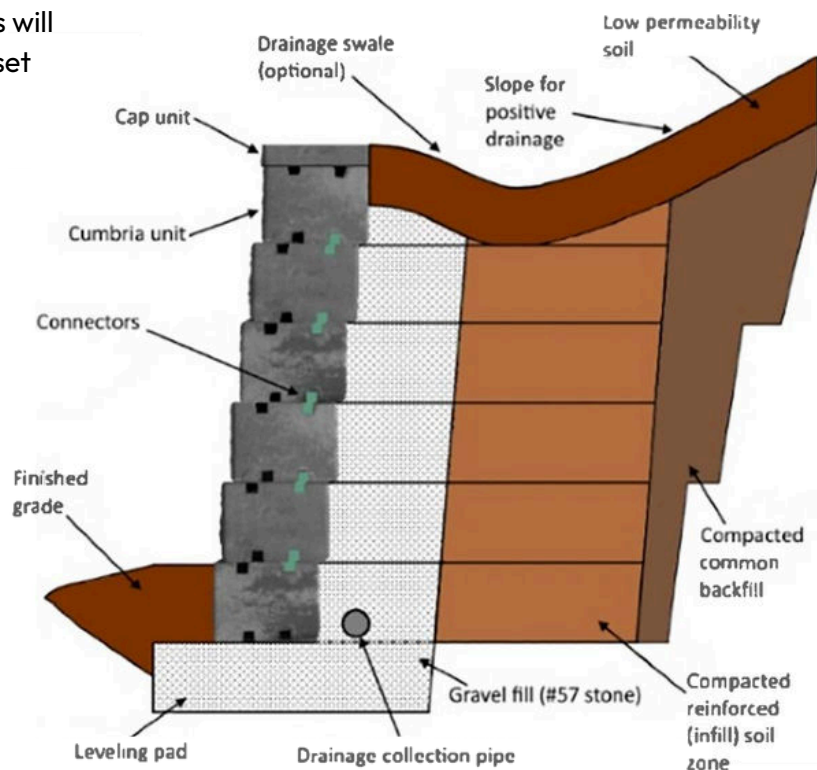 s will
set
Drainage swale
(optional)
Low permeability
soil
Slope for
positive
drainage
Cap unit
Cumbria unit
Connectors
Finished
grade
Compacted
common
backfill
Gravel fill (#57 stone)
Compacted
reinforced
(infill) soil
zone
Leveling pad
Drainage collection pipe